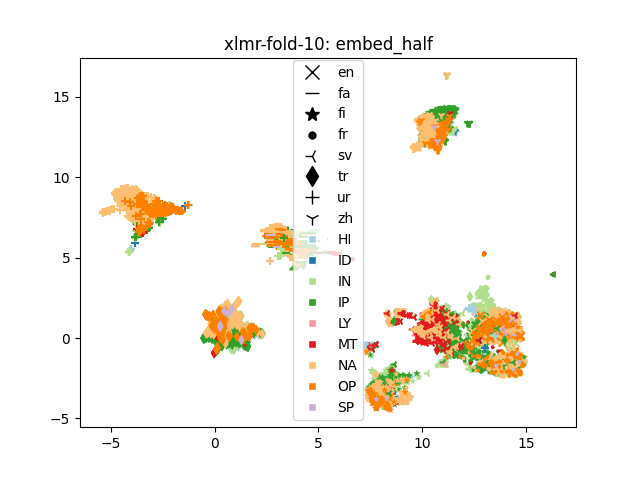 xlmr-fold-10: embed_half
15
10
5
0
−5
en
fa
fi
fr
sv
tr
ur
zh
HI
ID
IN
IP
LY
MT
NA
OP
SP
−5 0 5 10 15